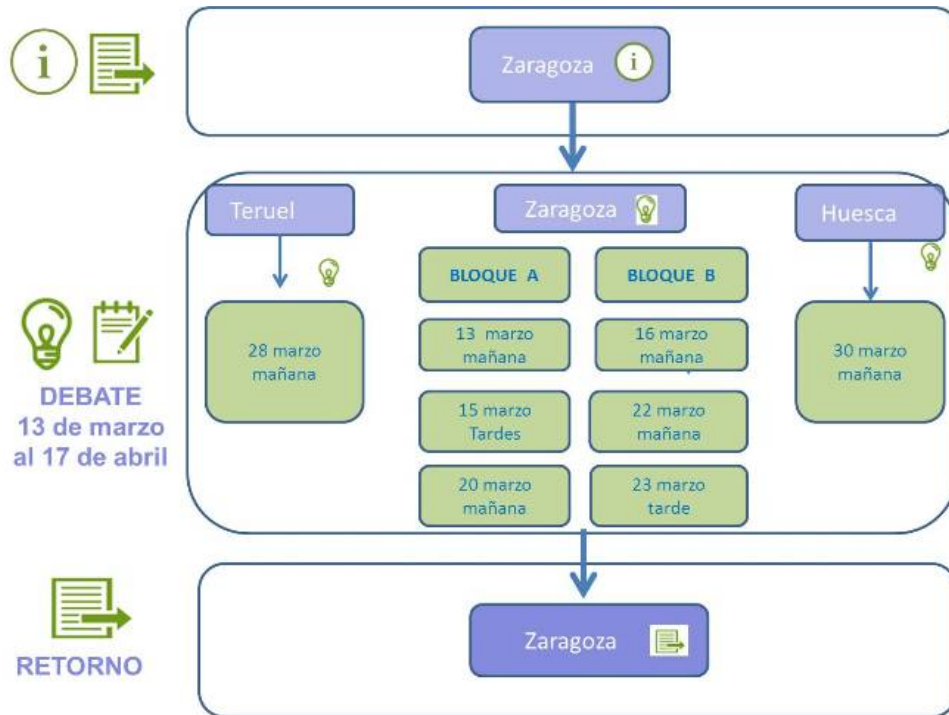 Zaragoza
Teruel
Zaragoza
Huesca
BLOQUE A
BLOQUE B
28 marzo
mañana
13 marzo
mañana
16 marzo
mañana
30 marzo
mañana
15 marzo
Tardes
22 marzo
mañana
20 marzo
mañana
23 marzo
tarde
DEBATE
13 de marzo
al 17 de abril
Zaragoza
RETORNO